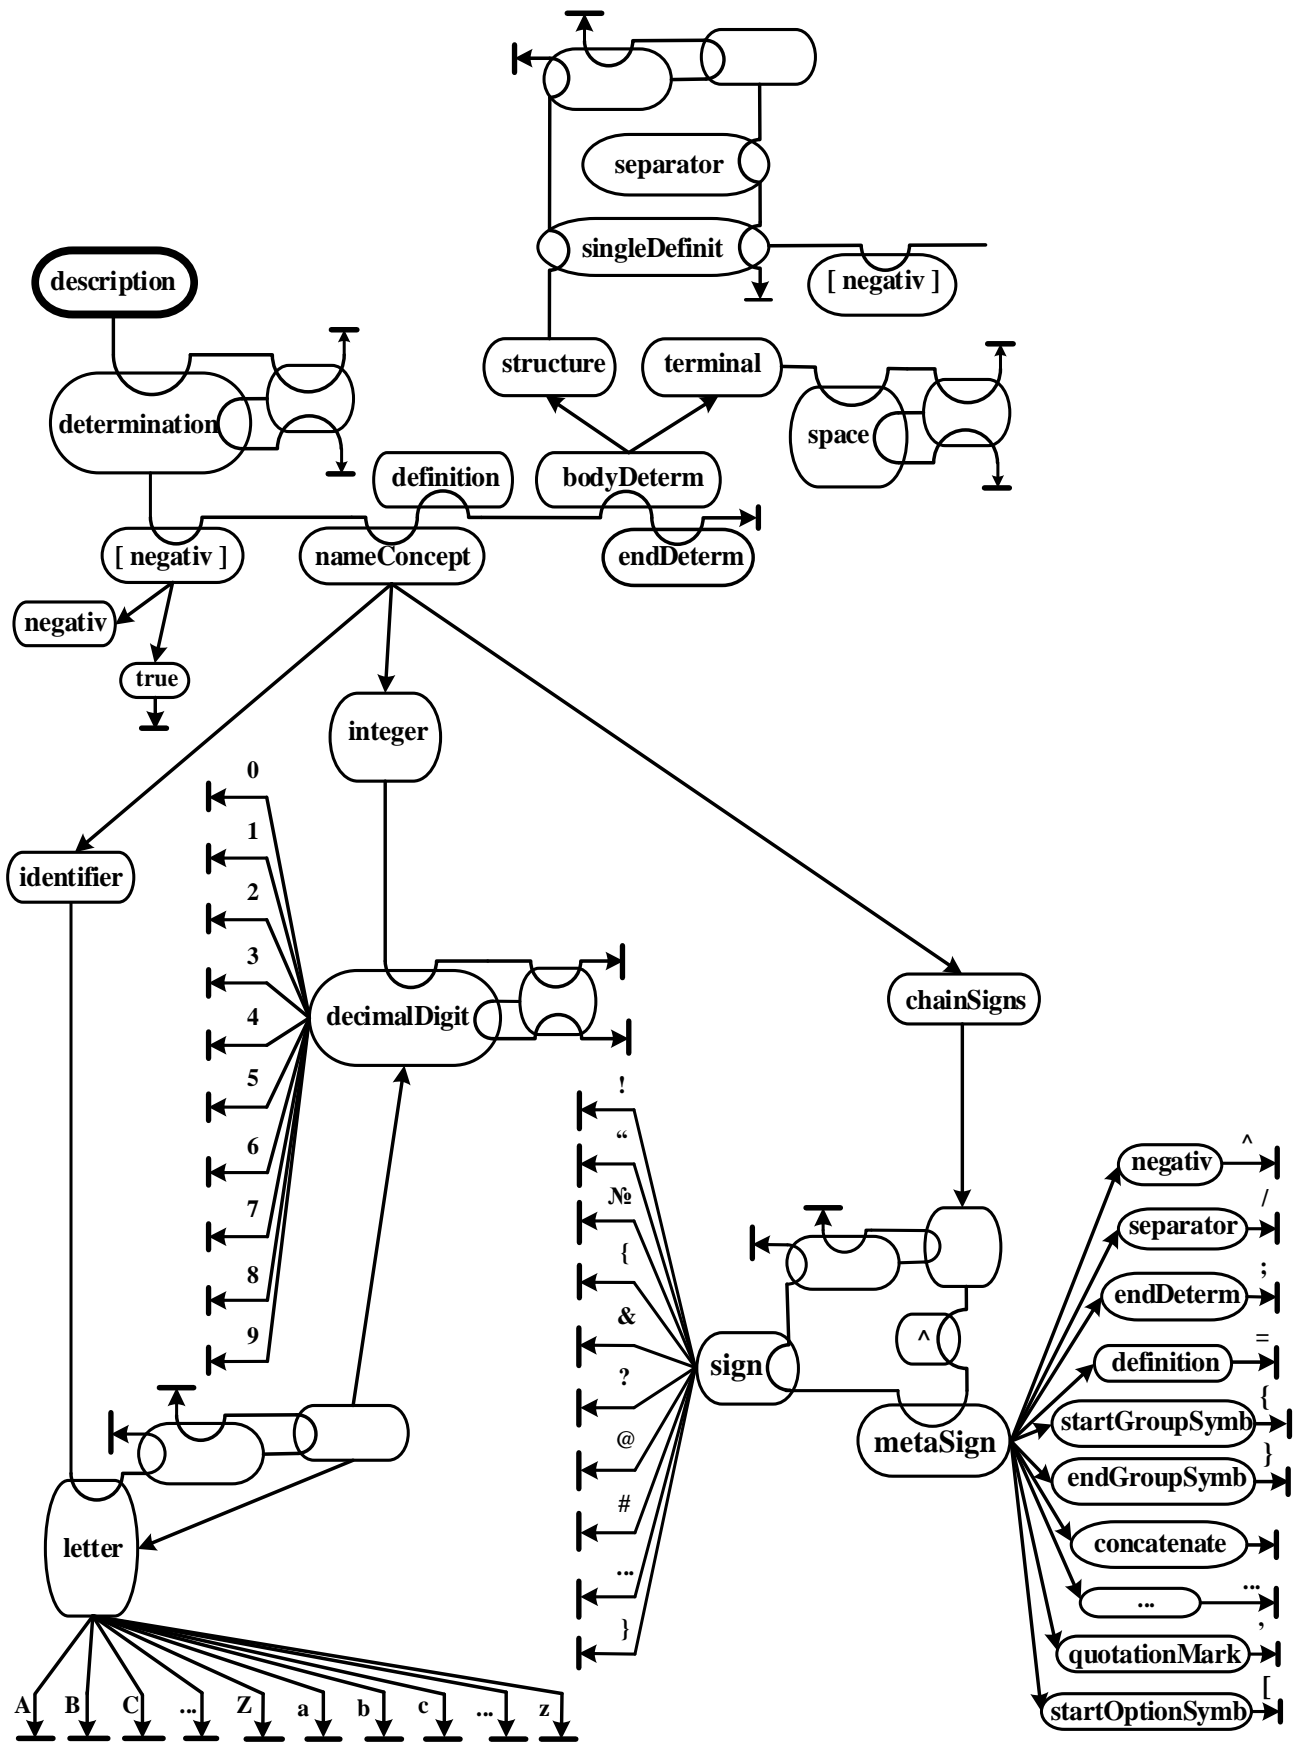 separator
singleDefinit
[ negativ ]
description
structure
terminal
determination
space
definition
bodyDeterm
[ negativ ]
nameConcept
endDeterm
negativ
true
integer
0
1
2
3
4
5
6
7
8
9
identifier
decimalDigit
chainSigns
!
“
№
{
&
?
@
#
...
}
sign
^
metaSign
negativ
^
separator
/
endDeterm
;
definition
=
startGroupSymb
{
endGroupSymb
}
concatenate
...
...
quotationMark
,
startOptionSymb
[
letter
A
B
C
...
Z
a
b
c
...
z